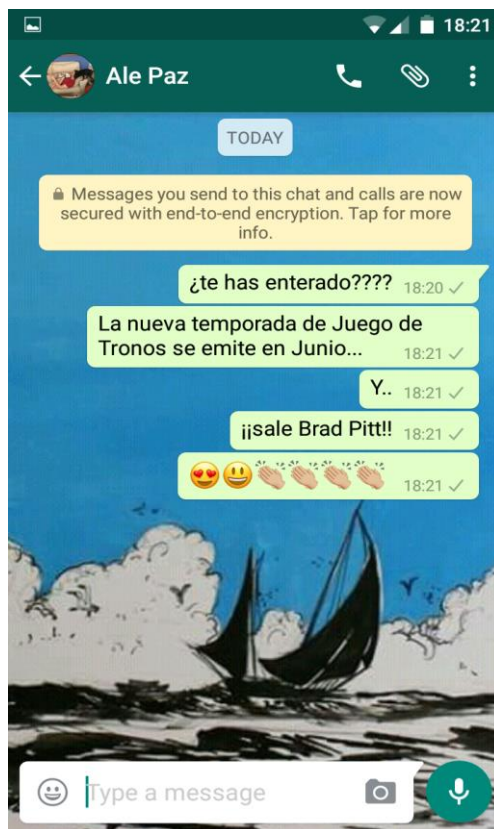 18:21
Ale Paz
TODAY
Messages you send to this chat and calls are now
secured with end-to-end encryption. Tap for more
info.
¿te has enterado???? 18:20
La nueva temporada de Juego de
Tronos se emite en Junio... 18:21
Y.. 18:21
¡¡sale Brad Pitt!! 18:21
😍😃👏🏼👏🏼👏🏼👏🏼 18:21
Type a message